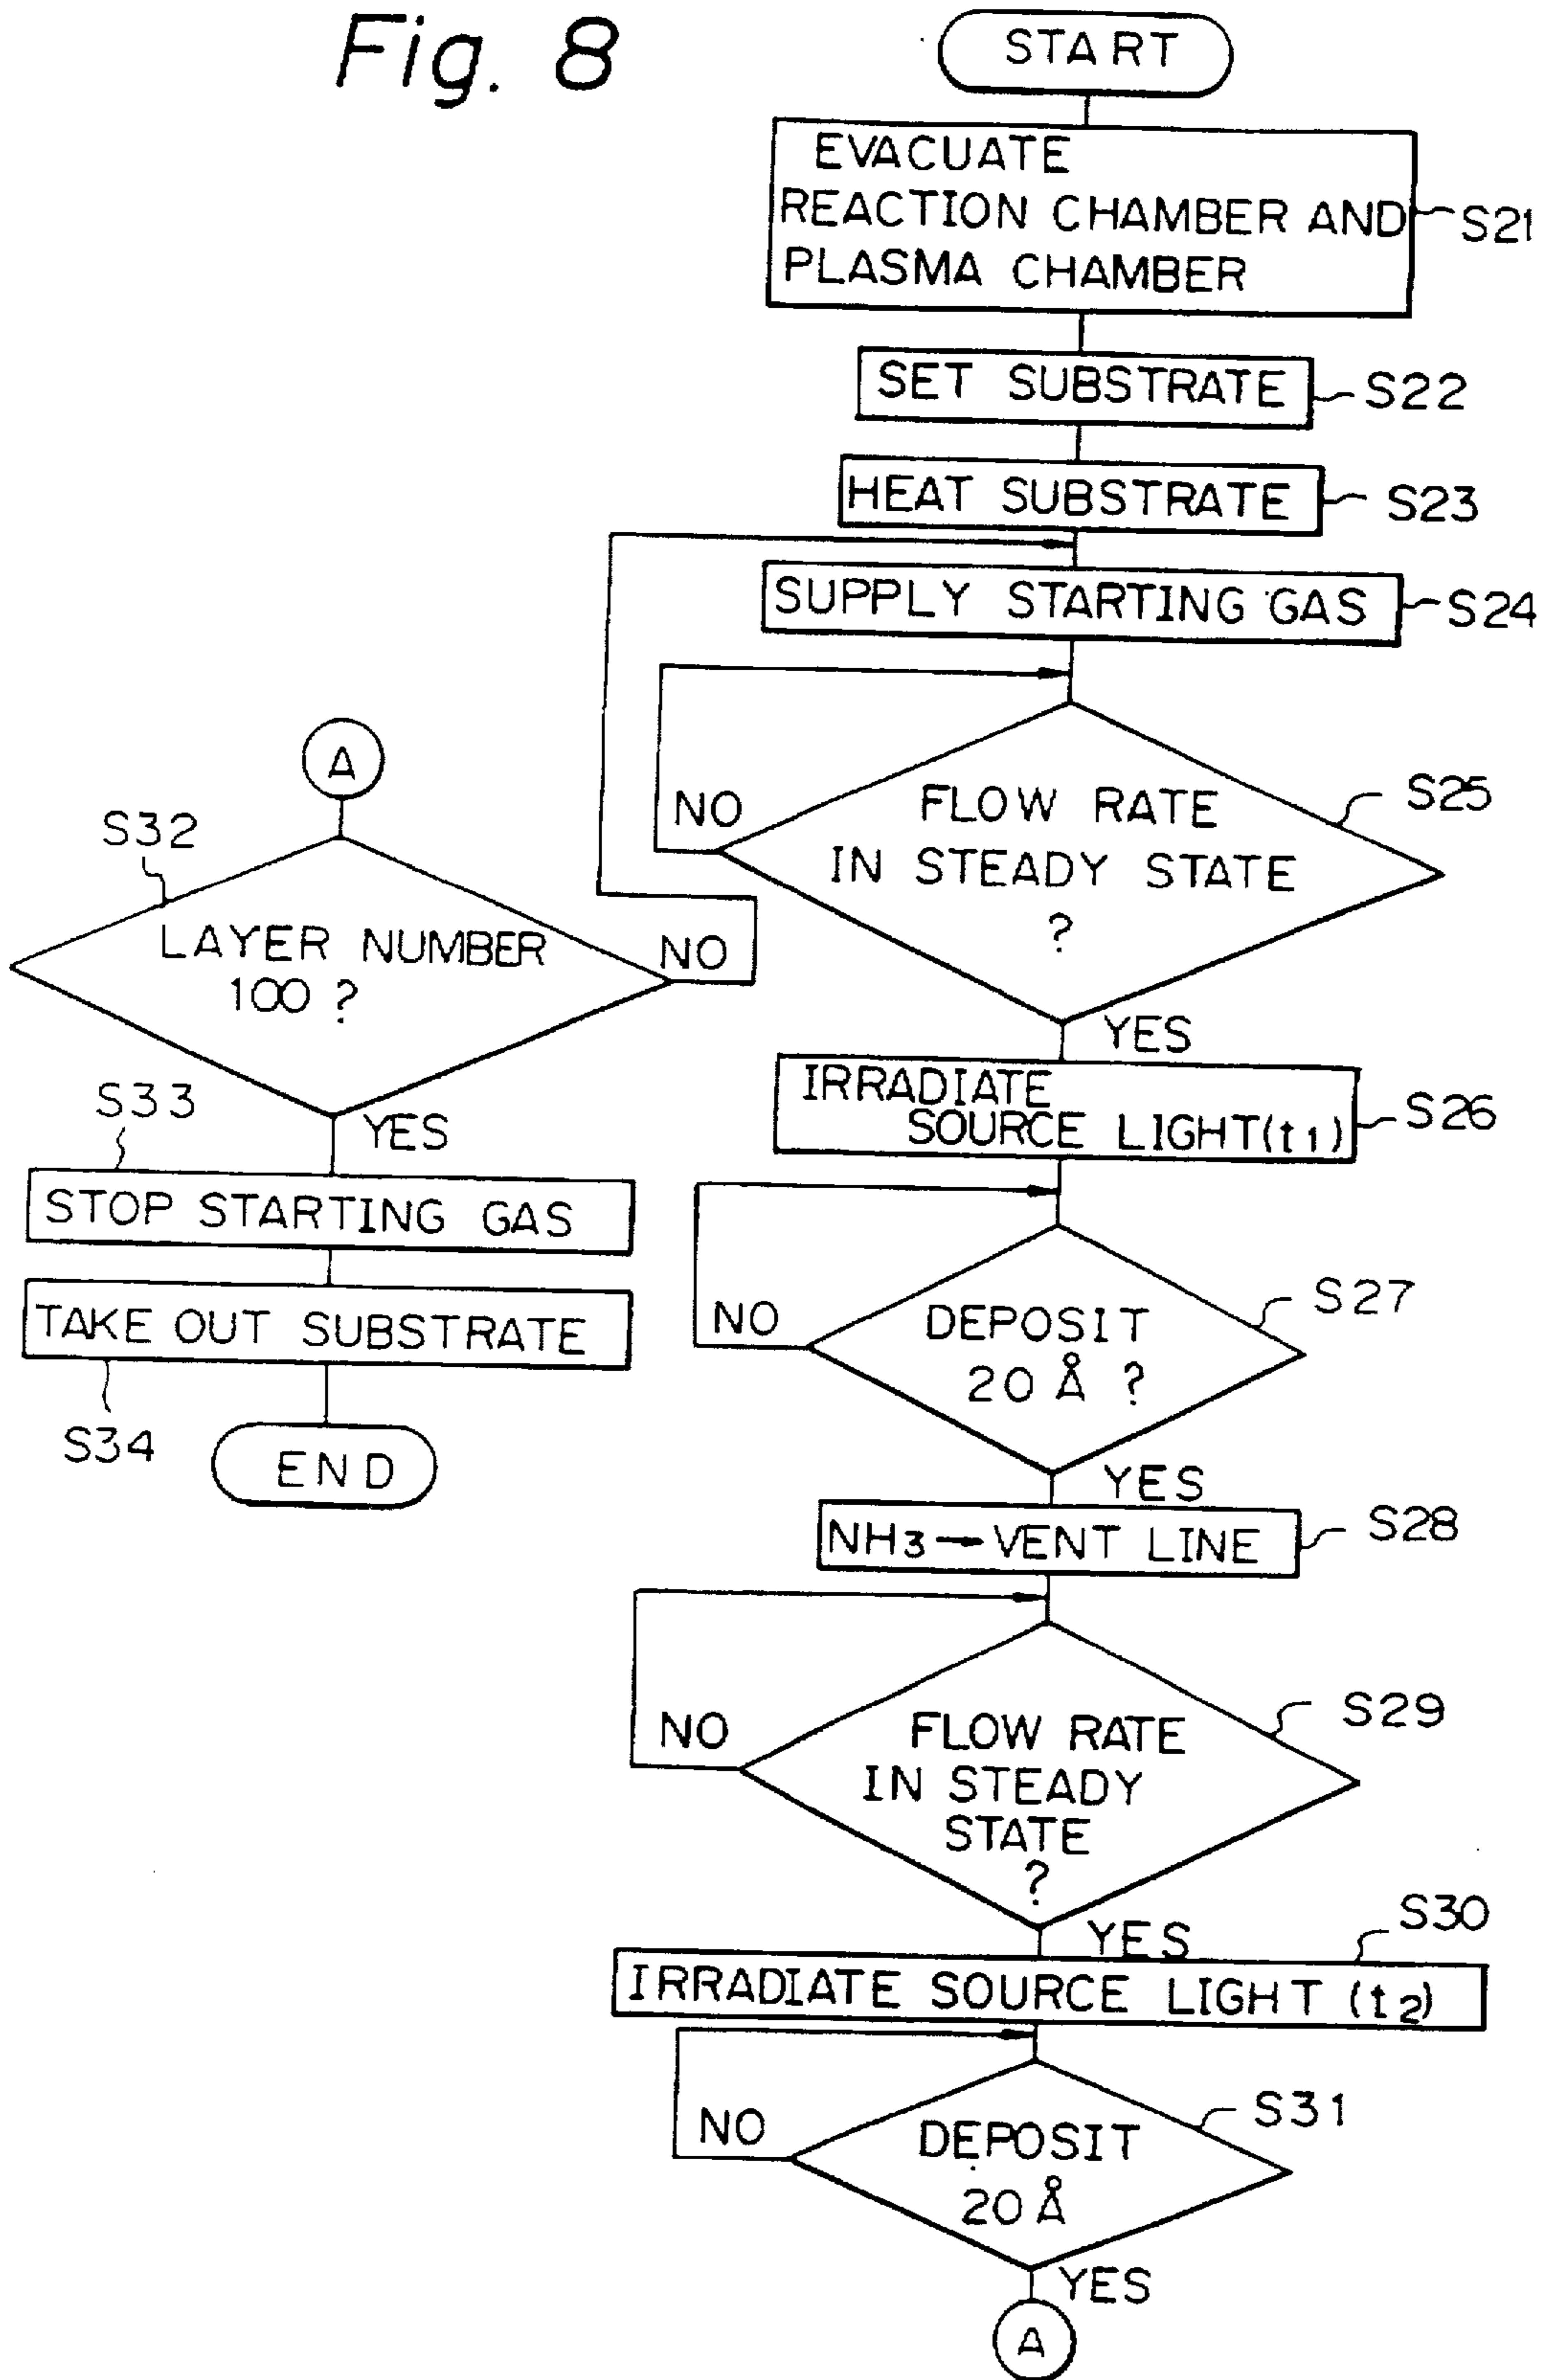 Fig. 8
START
EVACUATE
REACTION CHAMBER AND
PLASMA CHAMBER
S21
SET SUBSTRATE
S22
HEAT SUBSTRATE
S23
SUPPLY STARTING GAS
S24
FLOW RATE
IN STEADY STATE
?
S25
NO
YES
IRRADIATE
SOURCE LIGHT(t1)
S26
DEPOSIT
20 Å ?
S27
NO
YES
NH3 → VENT LINE
S28
FLOW RATE
IN STEADY
STATE
?
S29
NO
YES
S30
IRRADIATE SOURCE LIGHT (t2)
DEPOSIT
20 Å
S31
NO
YES
A
A
S32
LAYER NUMBER
100 ?
NO
YES
S33
STOP STARTING GAS
TAKE OUT SUBSTRATE
S34
END